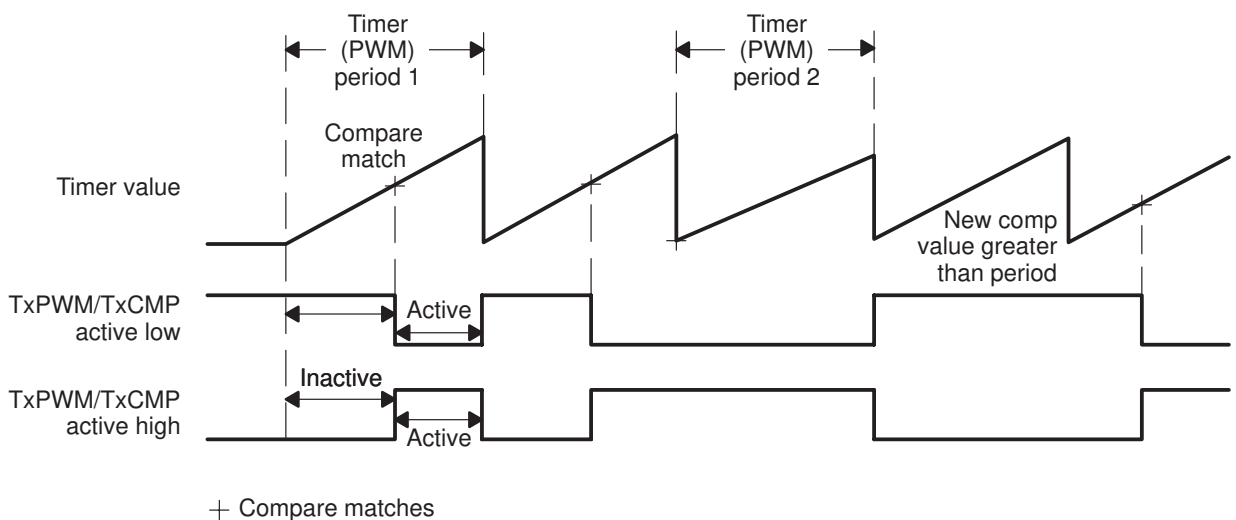 Timer
(PWM)
period 1
Timer
(PWM)
period 2
Compare
match
Timer value
New comp
value greater
than period
TxPWM/TxCMP
active low
Active
Inactive
TxPWM/TxCMP
active high
Active
+ Compare matches